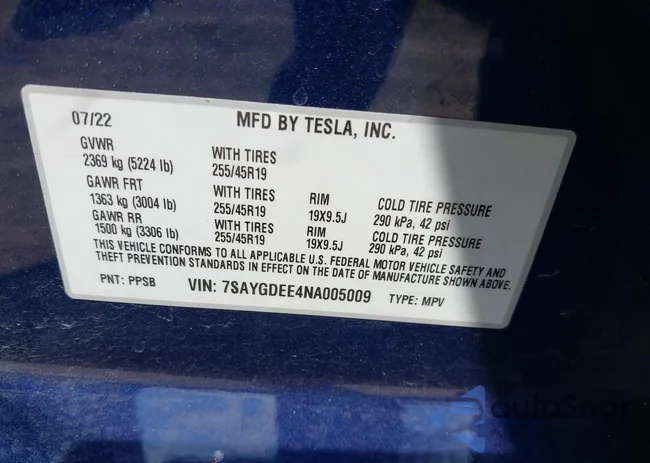 07/22 MFD BY TESLA, INC.
GVWR
2369 kg (5224 lb) WITH TIRES 255/45R19
GAWR FRT
1363 kg (3004 lb) WITH TIRES 255/45R19 RIM 19X9.5J COLD TIRE PRESSURE 290 kPa, 42 psi
GAWR RR
1500 kg (3306 lb) WITH TIRES 255/45R19 RIM 19X9.5J COLD TIRE PRESSURE 290 kPa, 42 psi
THIS VEHICLE CONFORMS TO ALL APPLICABLE U.S. FEDERAL MOTOR VEHICLE SAFETY AND
THEFT PREVENTION STANDARDS IN EFFECT ON THE DATE OF MANUFACTURE SHOWN ABOVE.
PNT: PPSB VIN: 7SAYGDEE4NA005009 TYPE: MPV